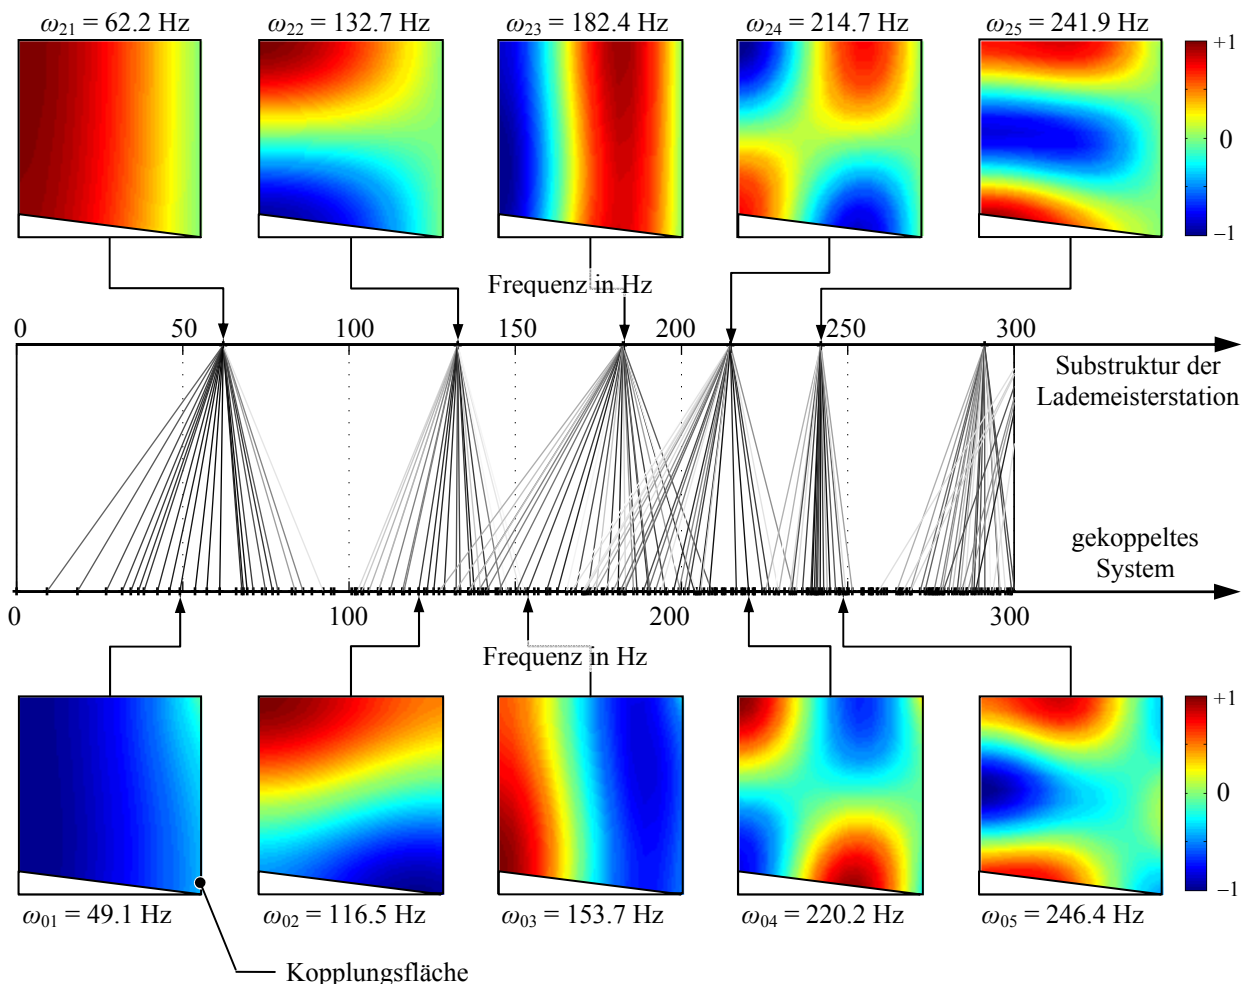 ω21 = 62.2 Hz
ω22 = 132.7 Hz
ω23 = 182.4 Hz
ω24 = 214.7 Hz
ω25 = 241.9 Hz
+1
0
−1
Frequenz in Hz
0 50 100 150 200 250 300
Substruktur der
Lademeisterstation
gekoppeltes
System
0 100 200 300
Frequenz in Hz
+1
0
−1
ω01 = 49.1 Hz
ω02 = 116.5 Hz
ω03 = 153.7 Hz
ω04 = 220.2 Hz
ω05 = 246.4 Hz
Kopplungsfläche